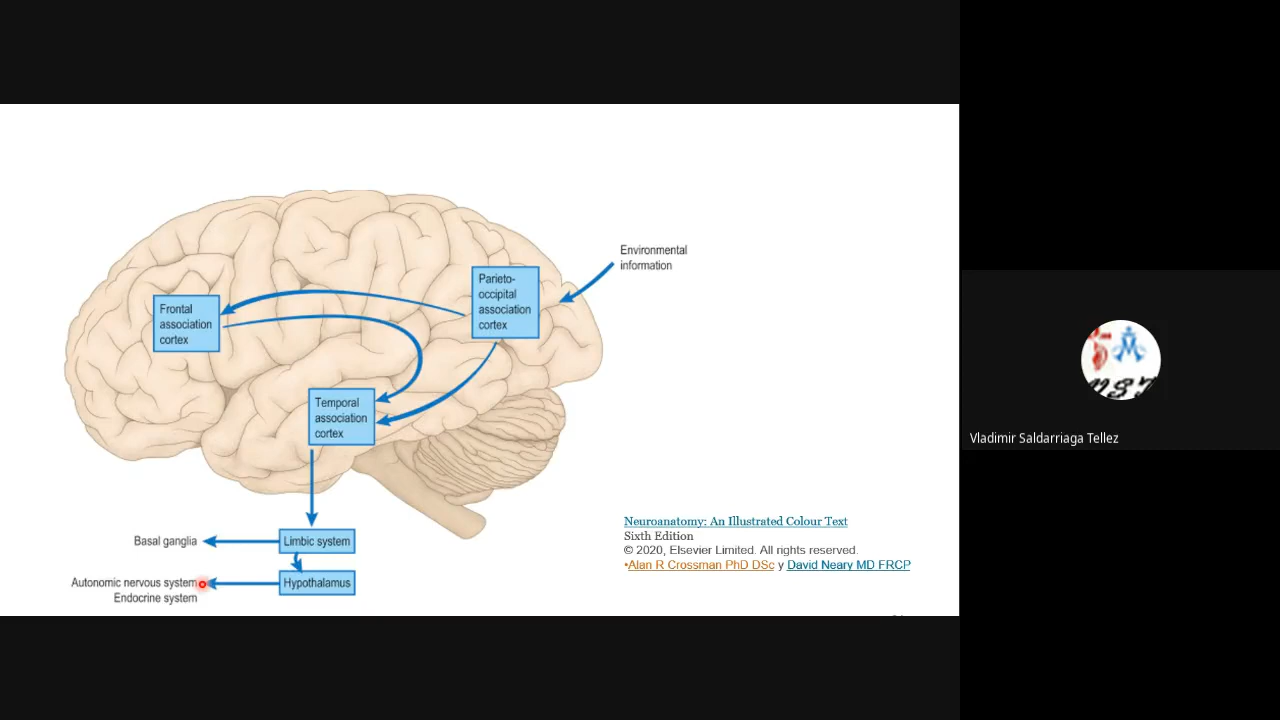 Environmental
information
Parieto-
occipital
association
cortex
Frontal
association
cortex
Temporal
association
cortex
Basal ganglia
Limbic system
Autonomic nervous system
Endocrine system
Hypothalamus
Neuroanatomy: An Illustrated Colour Text
Sixth Edition
© 2020, Elsevier Limited. All rights reserved.
•Alan R Crossman PhD DSc y David Neary MD FRCP
Vladimir Saldarriaga Tellez